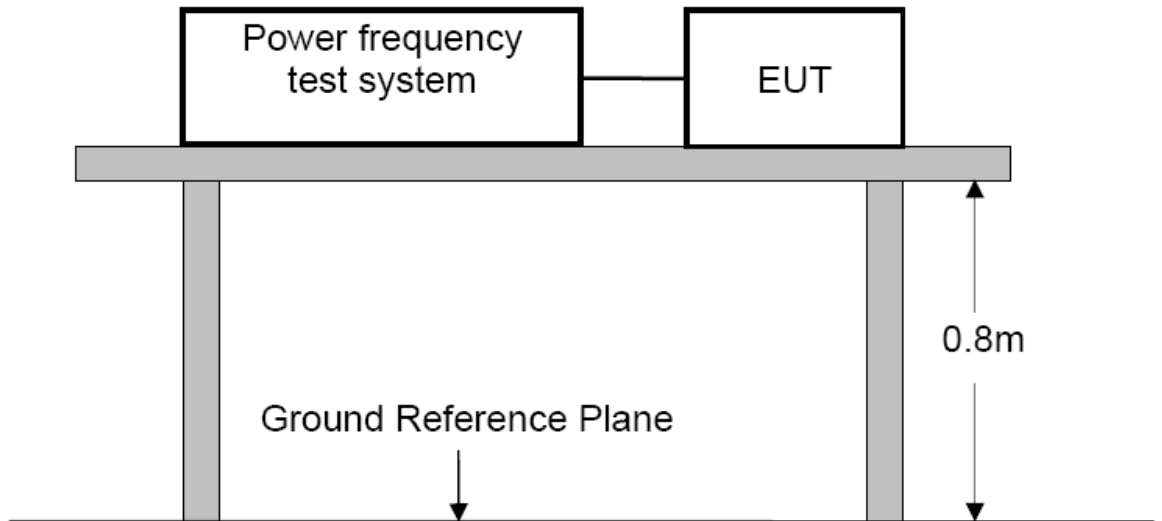 Power frequency
test system
EUT
0.8m
Ground Reference Plane